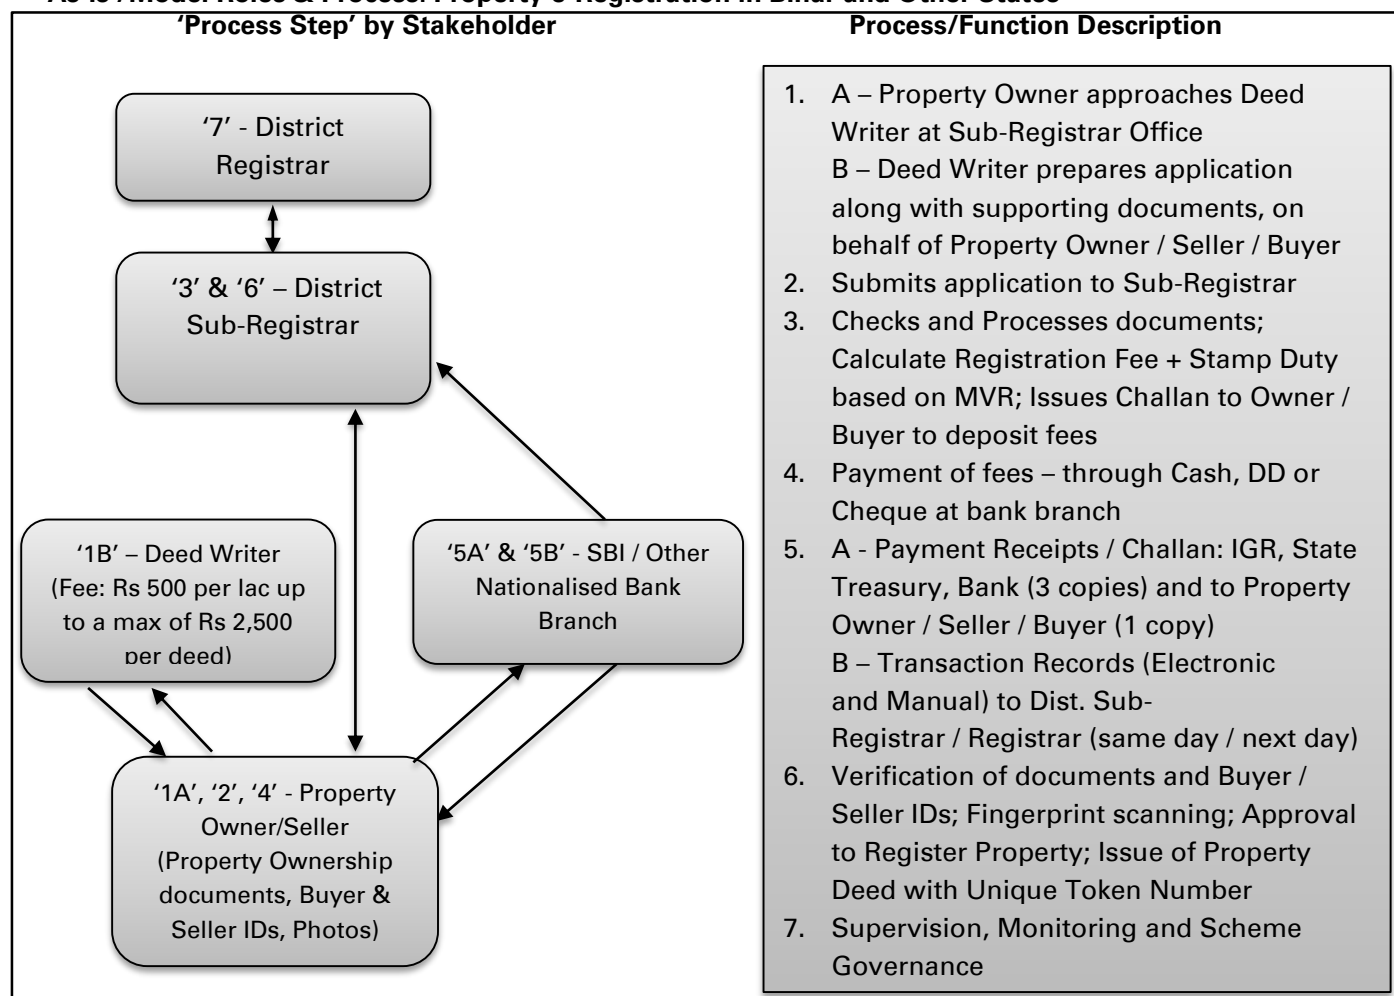 'Process Step' by Stakeholder
Process/Function Description
'7' - District
Registrar
'3' & '6' – District
Sub-Registrar
'1B' – Deed Writer
(Fee: Rs 500 per lac up
to a max of Rs 2,500
per deed)
'5A' & '5B' - SBI / Other
Nationalised Bank
Branch
'1A', '2', '4' - Property
Owner/Seller
(Property Ownership
documents, Buyer &
Seller IDs, Photos)
1. A – Property Owner approaches Deed
Writer at Sub-Registrar Office
B – Deed Writer prepares application
along with supporting documents, on
behalf of Property Owner / Seller / Buyer
2. Submits application to Sub-Registrar
3. Checks and Processes documents;
Calculate Registration Fee + Stamp Duty
based on MVR; Issues Challan to Owner /
Buyer to deposit fees
4. Payment of fees – through Cash, DD or
Cheque at bank branch
5. A - Payment Receipts / Challan: IGR, State
Treasury, Bank (3 copies) and to Property
Owner / Seller / Buyer (1 copy)
B – Transaction Records (Electronic
and Manual) to Dist. Sub-
Registrar / Registrar (same day / next day)
6. Verification of documents and Buyer /
Seller IDs; Fingerprint scanning; Approval
to Register Property; Issue of Property
Deed with Unique Token Number
7. Supervision, Monitoring and Scheme
Governance